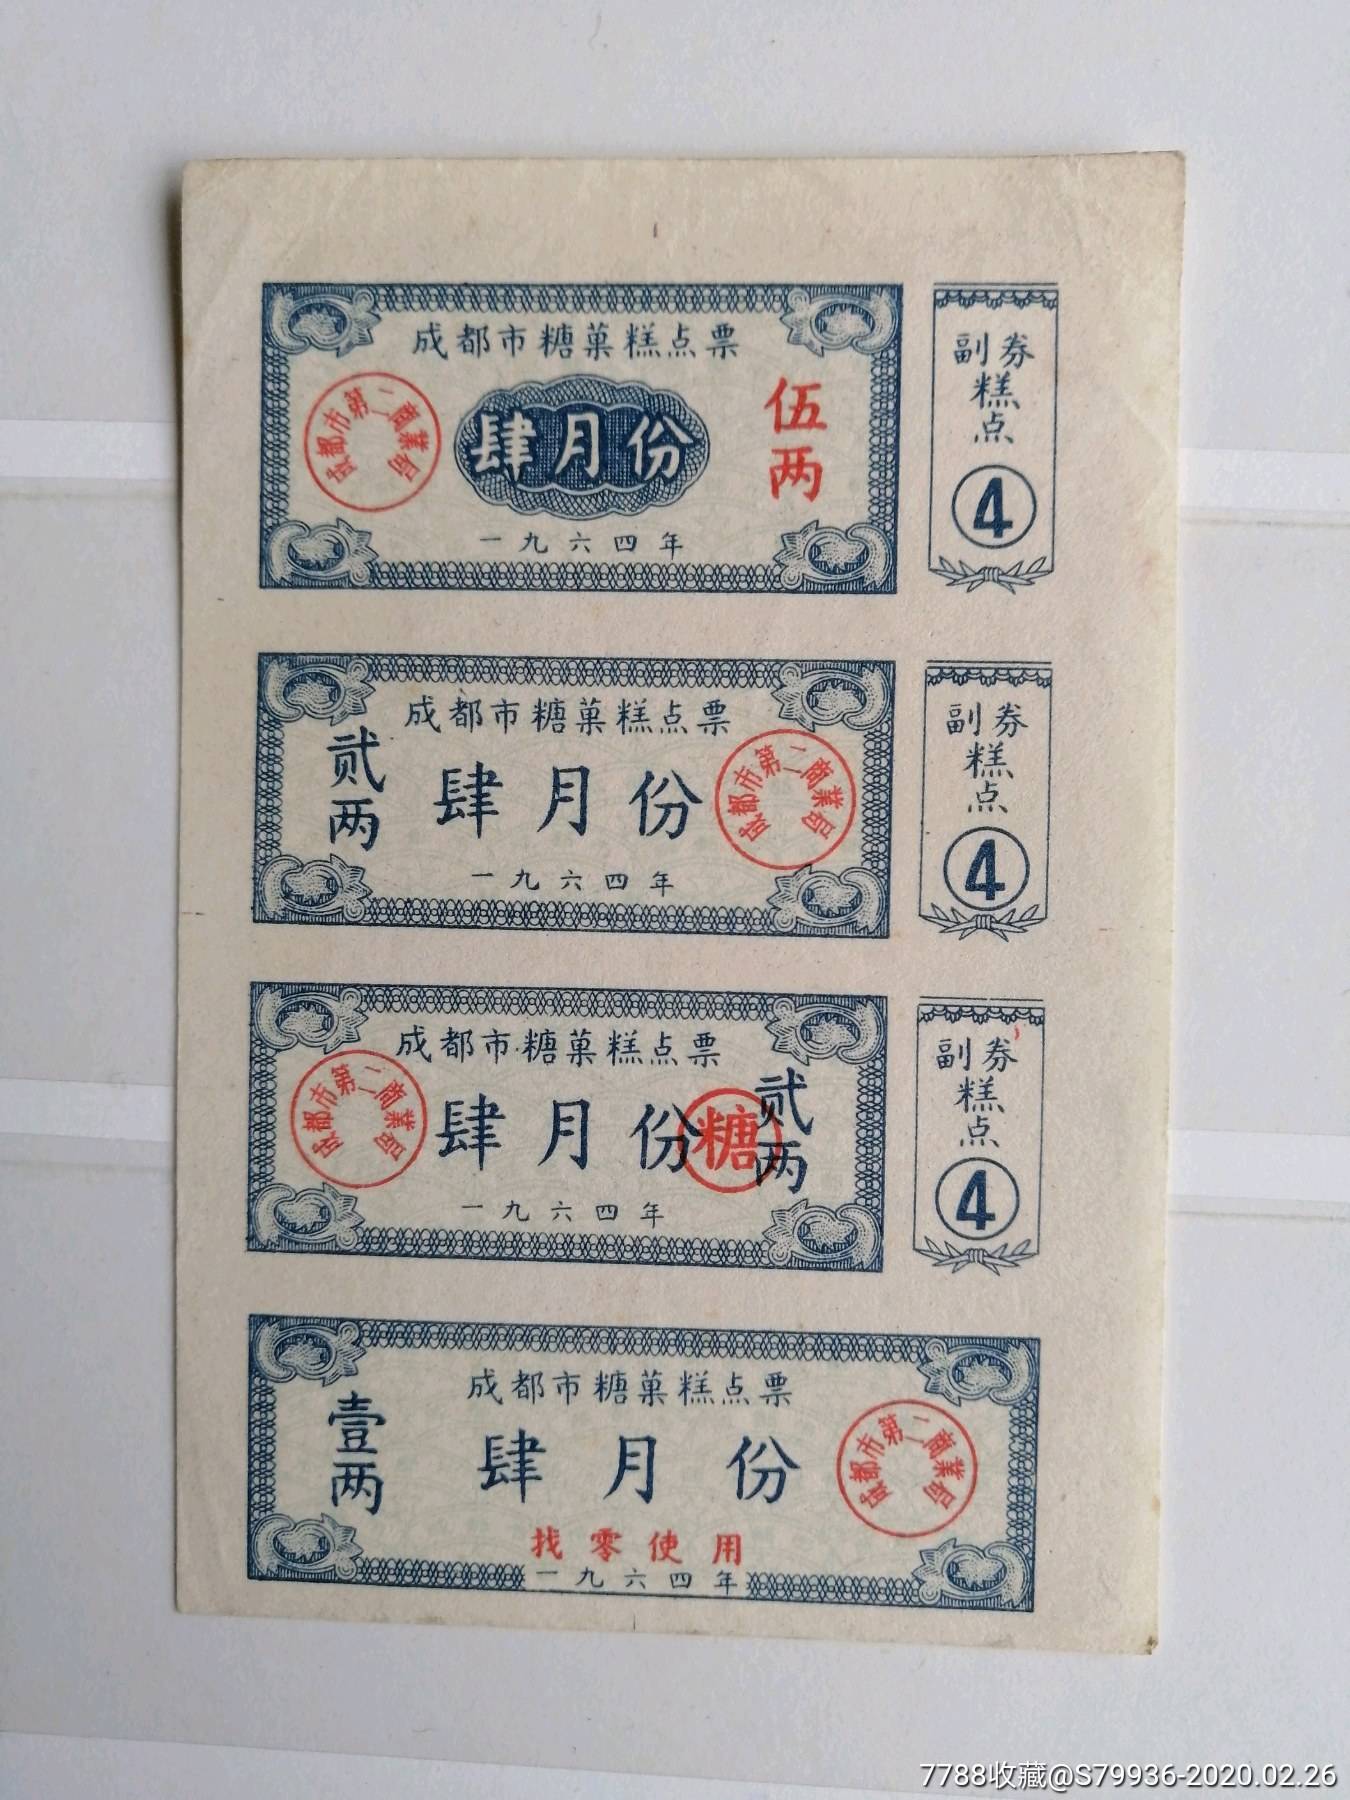 成都市糖菓糕点票
成都市第二商業局
肆月份
伍两
一九六四年
副券
糕点
4
成都市糖菓糕点票
贰两
肆月份
成都市第二商業局
一九六四年
副券
糕点
4
成都市糖菓糕点票
成都市第二商業局
肆月份
糖
贰两
一九六四年
副券
糕点
4
成都市糖菓糕点票
壹两
肆月份
成都市第二商業局
找零使用
一九六四年
7788收藏@S79936-2020.02.26